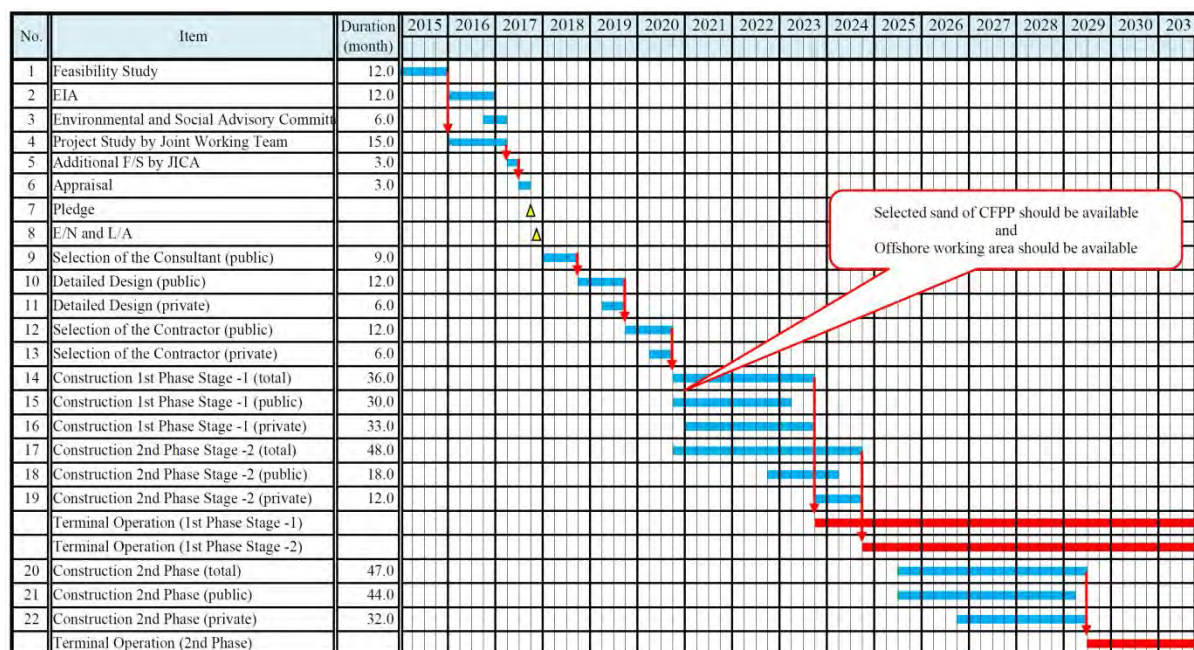 No. Item Duration (month) 2015 2016 2017 2018 2019 2020 2021 2022 2023 2024 2025 2026 2027 2028 2029 2030 203
1 Feasibility Study 12.0
2 EIA 12.0
3 Environmental and Social Advisory Committ 6.0
4 Project Study by Joint Working Team 15.0
5 Additional F/S by JICA 3.0
6 Appraisal 3.0
7 Pledge
8 E/N and L/A
Selected sand of CFPP should be available
and
Offshore working area should be available
9 Selection of the Consultant (public) 9.0
10 Detailed Design (public) 12.0
11 Detailed Design (private) 6.0
12 Selection of the Contractor (public) 12.0
13 Selection of the Contractor (private) 6.0
14 Construction 1st Phase Stage -1 (total) 36.0
15 Construction 1st Phase Stage -1 (public) 30.0
16 Construction 1st Phase Stage -1 (private) 33.0
17 Construction 2nd Phase Stage -2 (total) 48.0
18 Construction 2nd Phase Stage -2 (public) 18.0
19 Construction 2nd Phase Stage -2 (private) 12.0
Terminal Operation (1st Phase Stage -1)
Terminal Operation (1st Phase Stage -2)
20 Construction 2nd Phase (total) 47.0
21 Construction 2nd Phase (public) 44.0
22 Construction 2nd Phase (private) 32.0
Terminal Operation (2nd Phase)